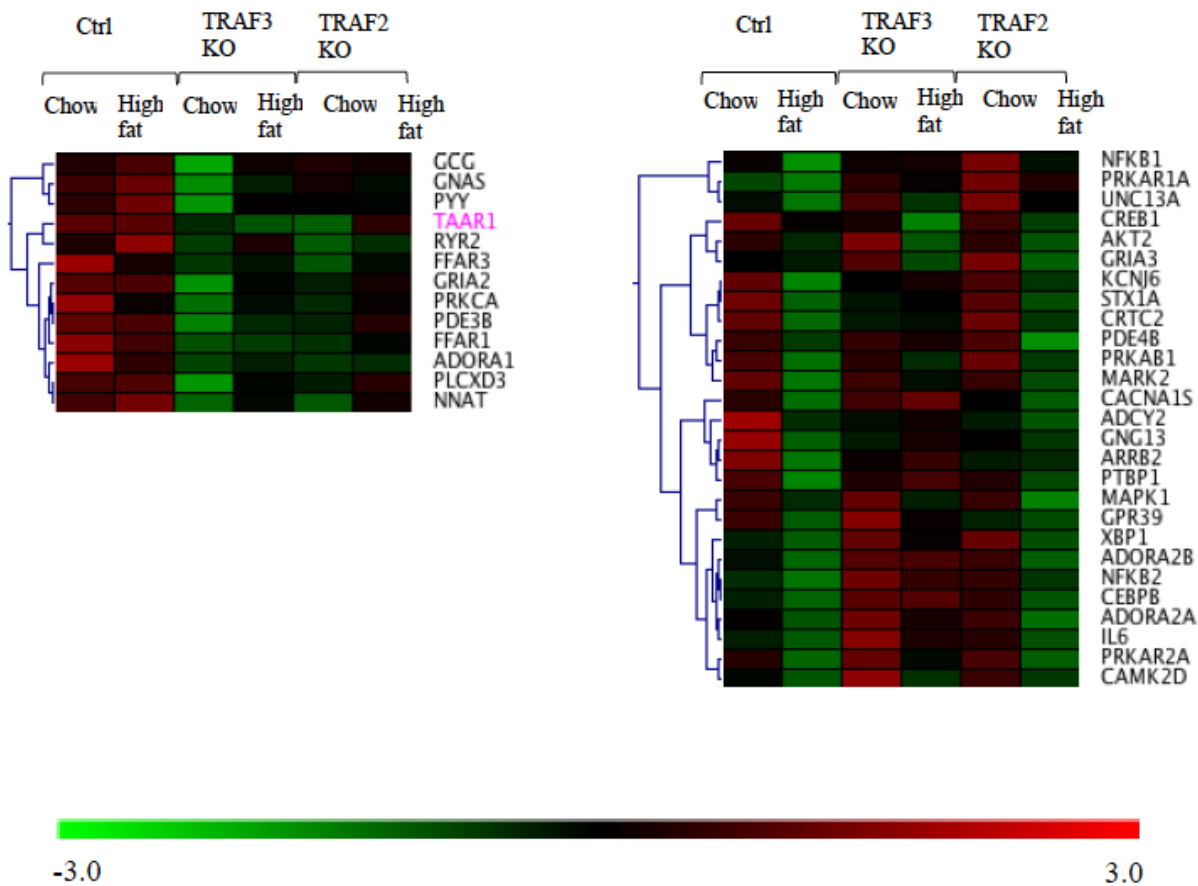 Ctrl
TRAF3
KO
TRAF2
KO
Chow
High
fat
Chow
High
fat
Chow
High
fat
GCG
GNAS
PYY
TAAR1
RYR2
FFAR3
GRIA2
PRKCA
PDE3B
FFAR1
ADORA1
PLCXD3
NNAT
Ctrl
TRAF3
KO
TRAF2
KO
Chow
High
fat
Chow
High
fat
Chow
High
fat
NFKB1
PRKAR1A
UNC13A
CREB1
AKT2
GRIA3
KCNJ6
STX1A
CRTC2
PDE4B
PRKAB1
MARK2
CACNA1S
ADCY2
GNG13
ARRB2
PTBP1
MAPK1
GPR39
XBP1
ADORA2B
NFKB2
CEBPB
ADORA2A
IL6
PRKAR2A
CAMK2D
-3.0
3.0